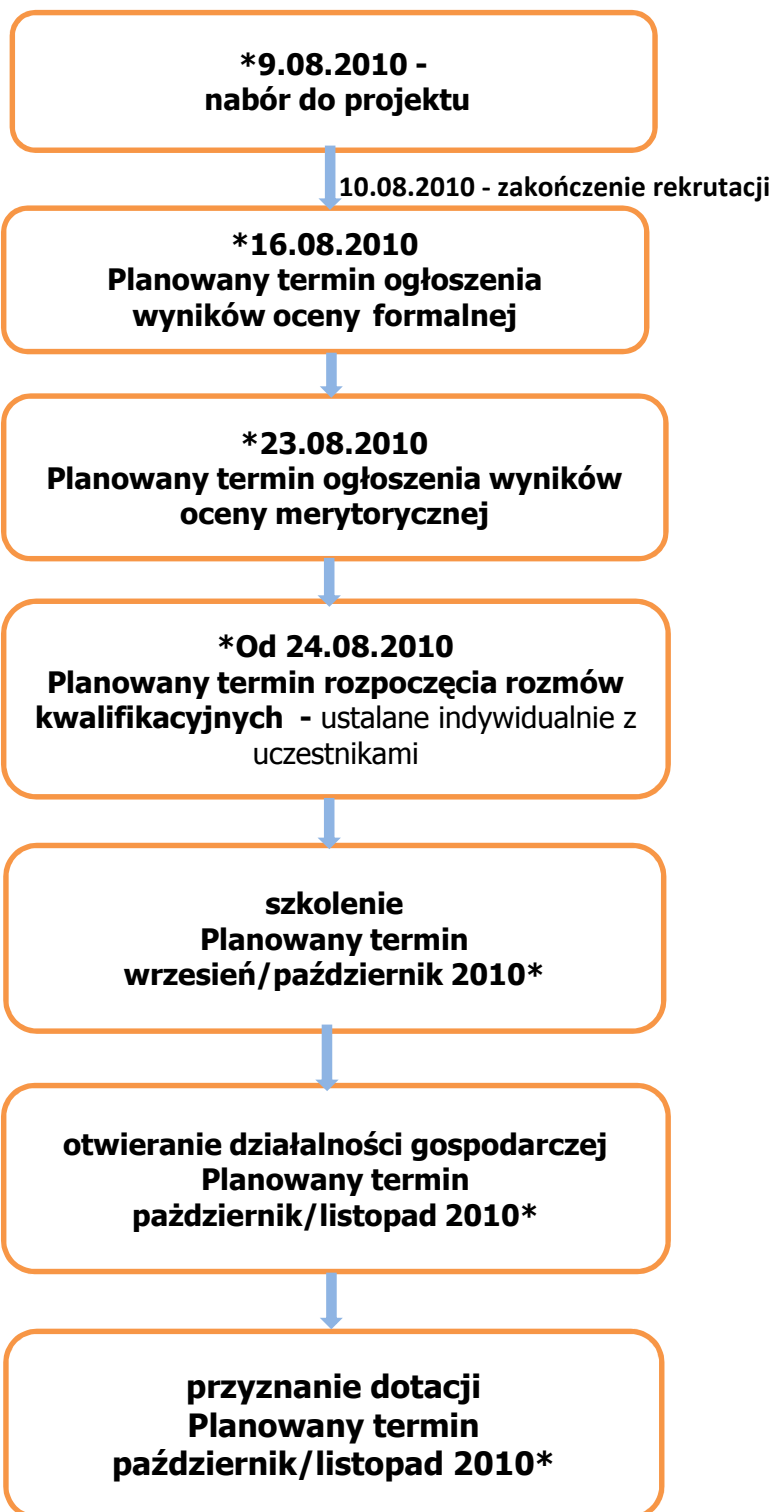 *9.08.2010 -
nabór do projektu
10.08.2010 - zakończenie rekrutacji
*16.08.2010
Planowany termin ogłoszenia
wyników oceny formalnej
*23.08.2010
Planowany termin ogłoszenia wyników
oceny merytorycznej
*Od 24.08.2010
Planowany termin rozpoczęcia rozmów
kwalifikacyjnych - ustalane indywidualnie z
uczestnikami
szkolenie
Planowany termin
wrzesień/październik 2010*
otwieranie działalności gospodarczej
Planowany termin
pażdziernik/listopad 2010*
przyznanie dotacji
Planowany termin
październik/listopad 2010*